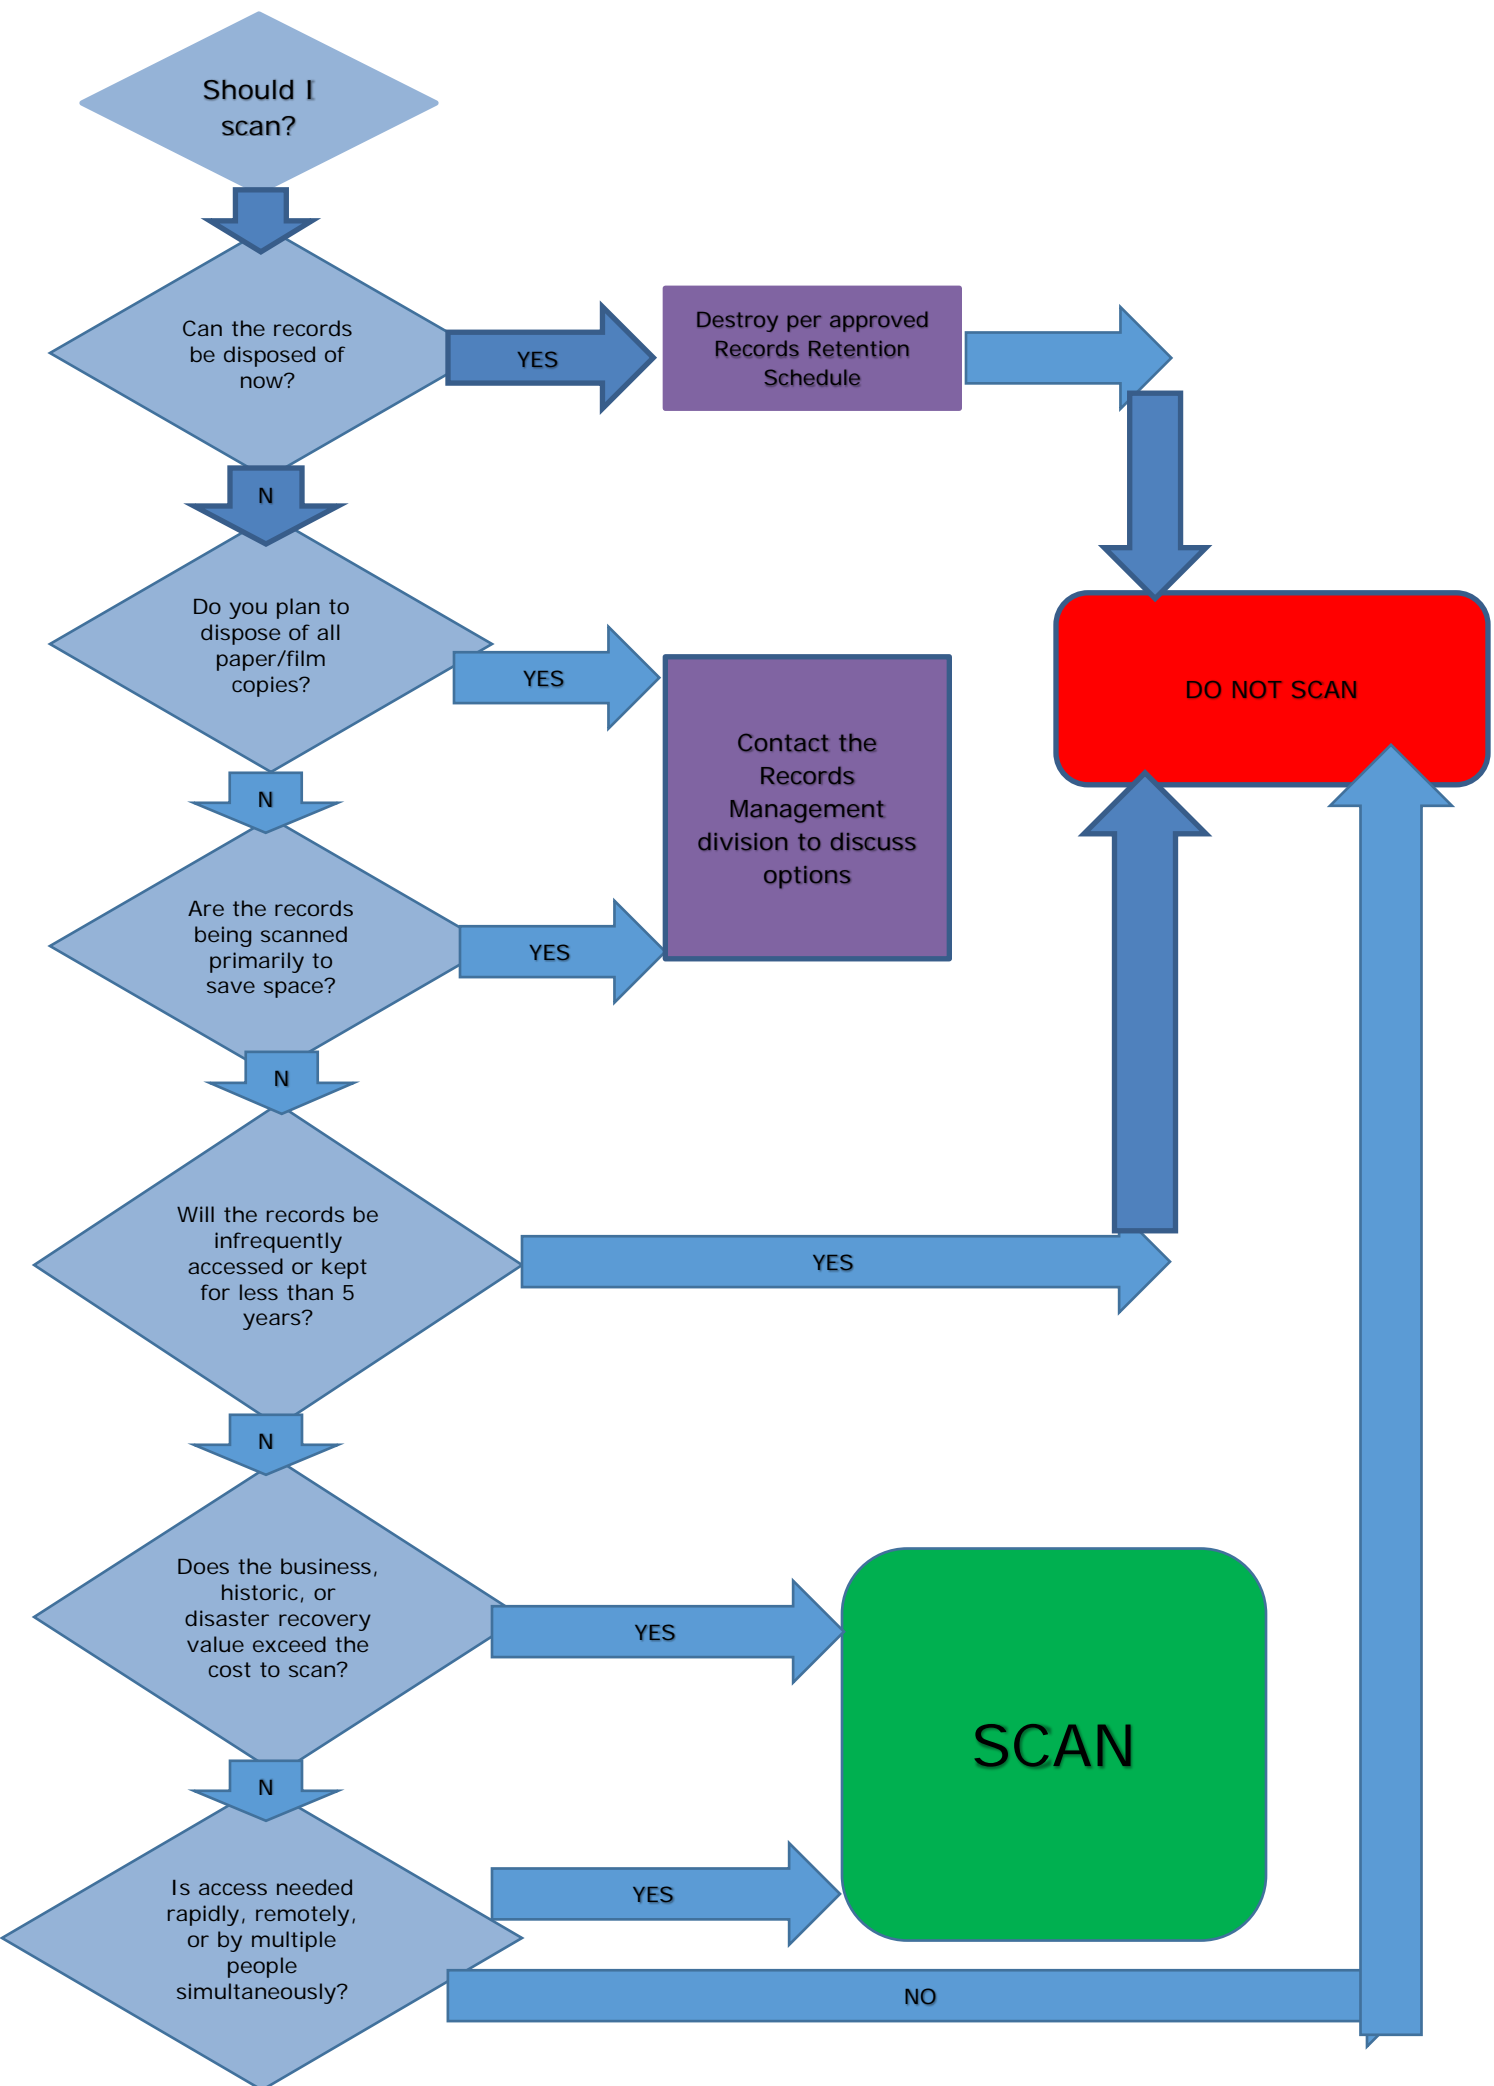 Should I
scan?
Can the records
be disposed of
now?
YES
Destroy per approved
Records Retention
Schedule
N
Do you plan to
dispose of all
paper/film
copies?
YES
Contact the
Records
Management
division to discuss
options
DO NOT SCAN
N
Are the records
being scanned
primarily to
save space?
YES
N
Will the records be
infrequently
accessed or kept
for less than 5
years?
YES
N
Does the business,
historic, or
disaster recovery
value exceed the
cost to scan?
YES
SCAN
N
Is access needed
rapidly, remotely,
or by multiple
people
simultaneously?
YES
NO